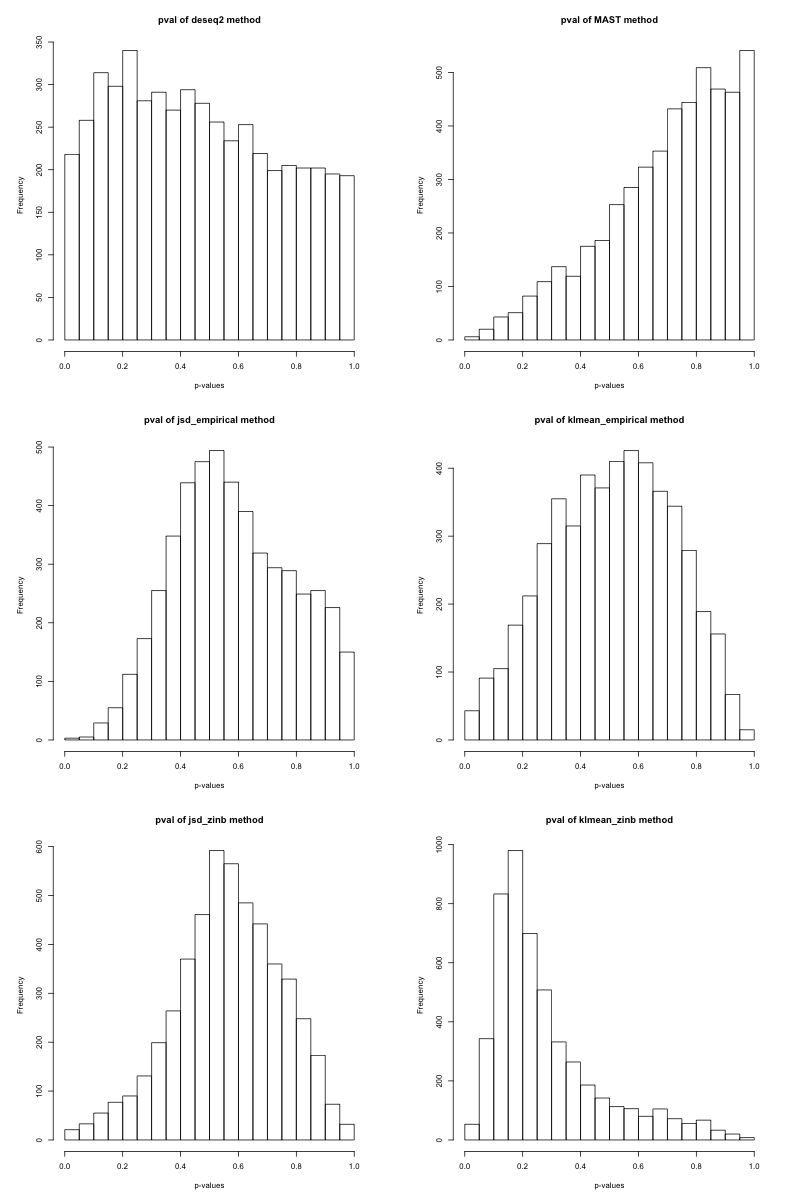 pval of deseq2 method
Frequency
0 50 100 150 200 250 300 350
0.0 0.2 0.4 0.6 0.8 1.0
p-values
pval of MAST method
Frequency
0 100 200 300 400 500
0.0 0.2 0.4 0.6 0.8 1.0
p-values
pval of jsd_empirical method
Frequency
0 100 200 300 400 500
0.0 0.2 0.4 0.6 0.8 1.0
p-values
pval of klmean_empirical method
Frequency
0 100 200 300 400
0.0 0.2 0.4 0.6 0.8 1.0
p-values
pval of jsd_zinb method
Frequency
0 100 200 300 400 500 600
0.0 0.2 0.4 0.6 0.8 1.0
p-values
pval of klmean_zinb method
Frequency
0 200 400 600 800 1000
0.0 0.2 0.4 0.6 0.8 1.0
p-values